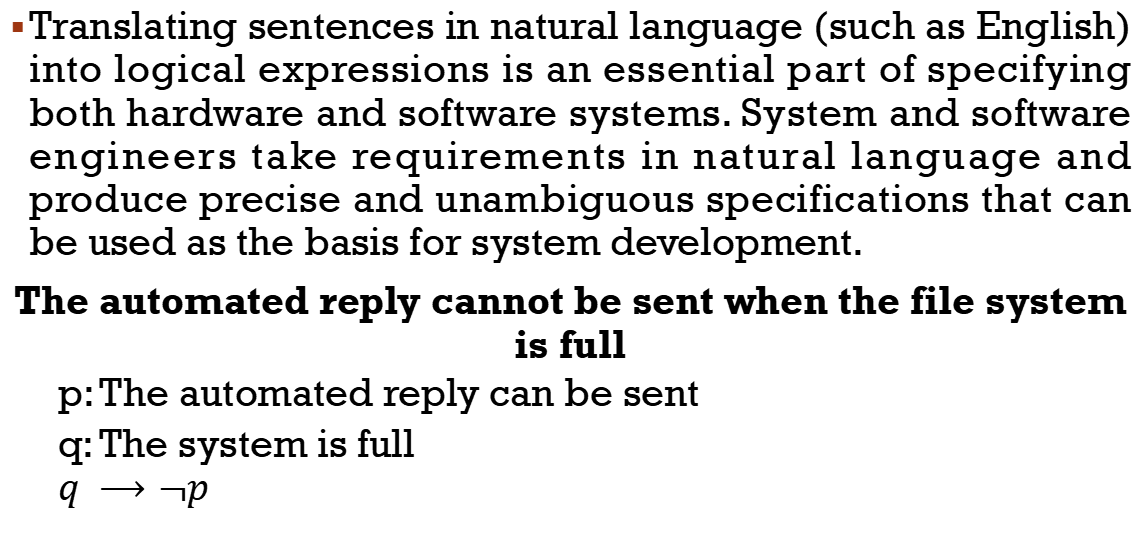 ▪Translating sentences in natural language (such as English)
into logical expressions is an essential part of specifying
both hardware and software systems. System and software
engineers take requirements in natural language and
produce precise and unambiguous specifications that can
be used as the basis for system development.
The automated reply cannot be sent when the file system
is full
p: The automated reply can be sent
q: The system is full
q ⟶ ¬p